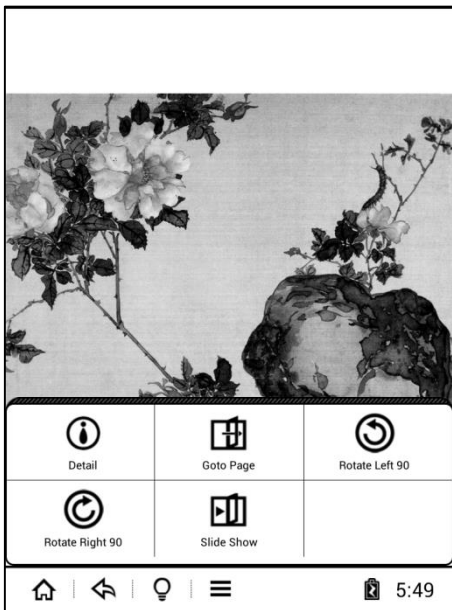 Detail
Goto Page
Rotate Left 90
Rotate Right 90
Slide Show
5:49